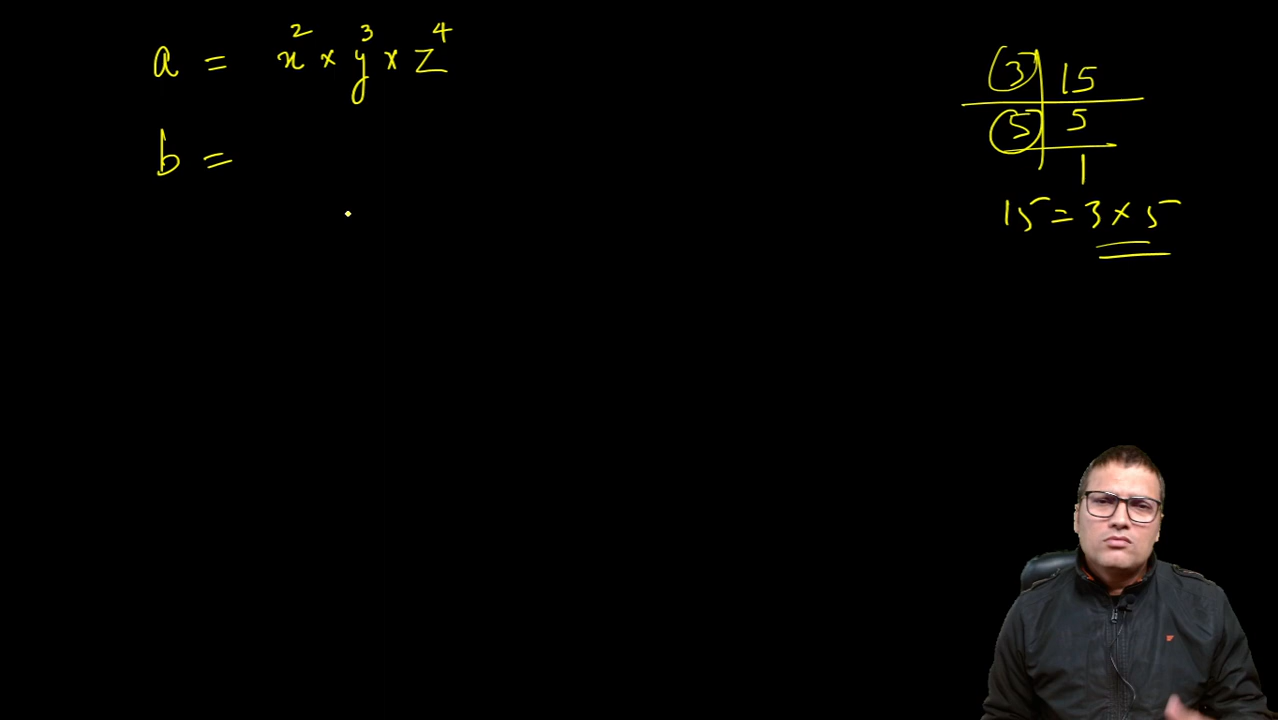 a = x² × y³ × z⁴
b =
3 | 15
5 | 5
1
15 = 3 × 5